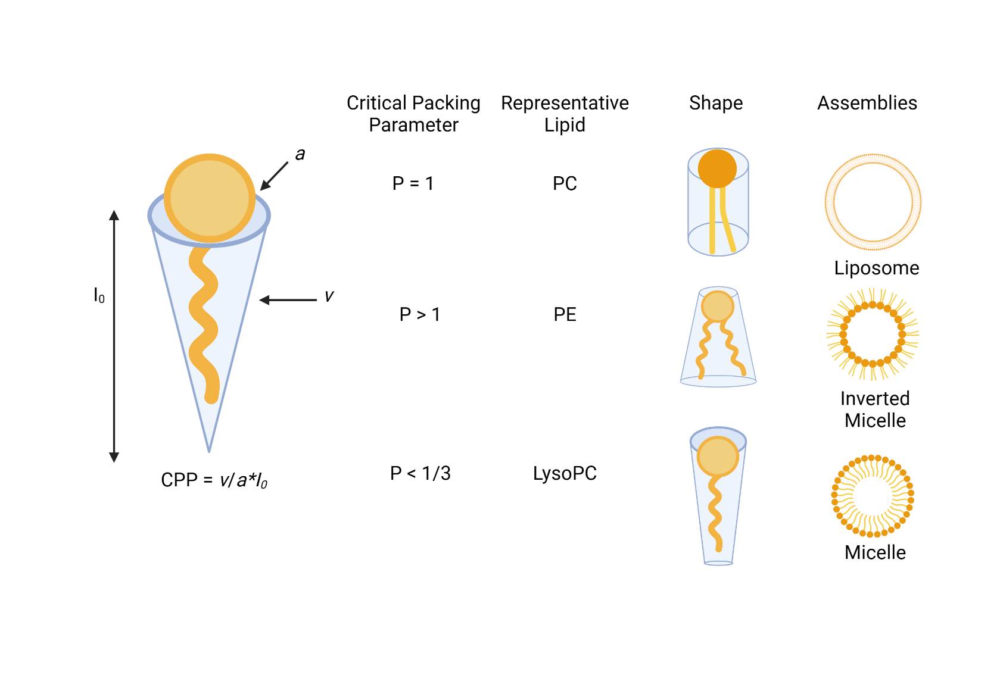 Critical Packing
Parameter
Representative
Lipid
Shape
Assemblies
a
l₀
v
CPP = v/a*l₀
P = 1
PC
Liposome
P > 1
PE
Inverted
Micelle
P < 1/3
LysoPC
Micelle